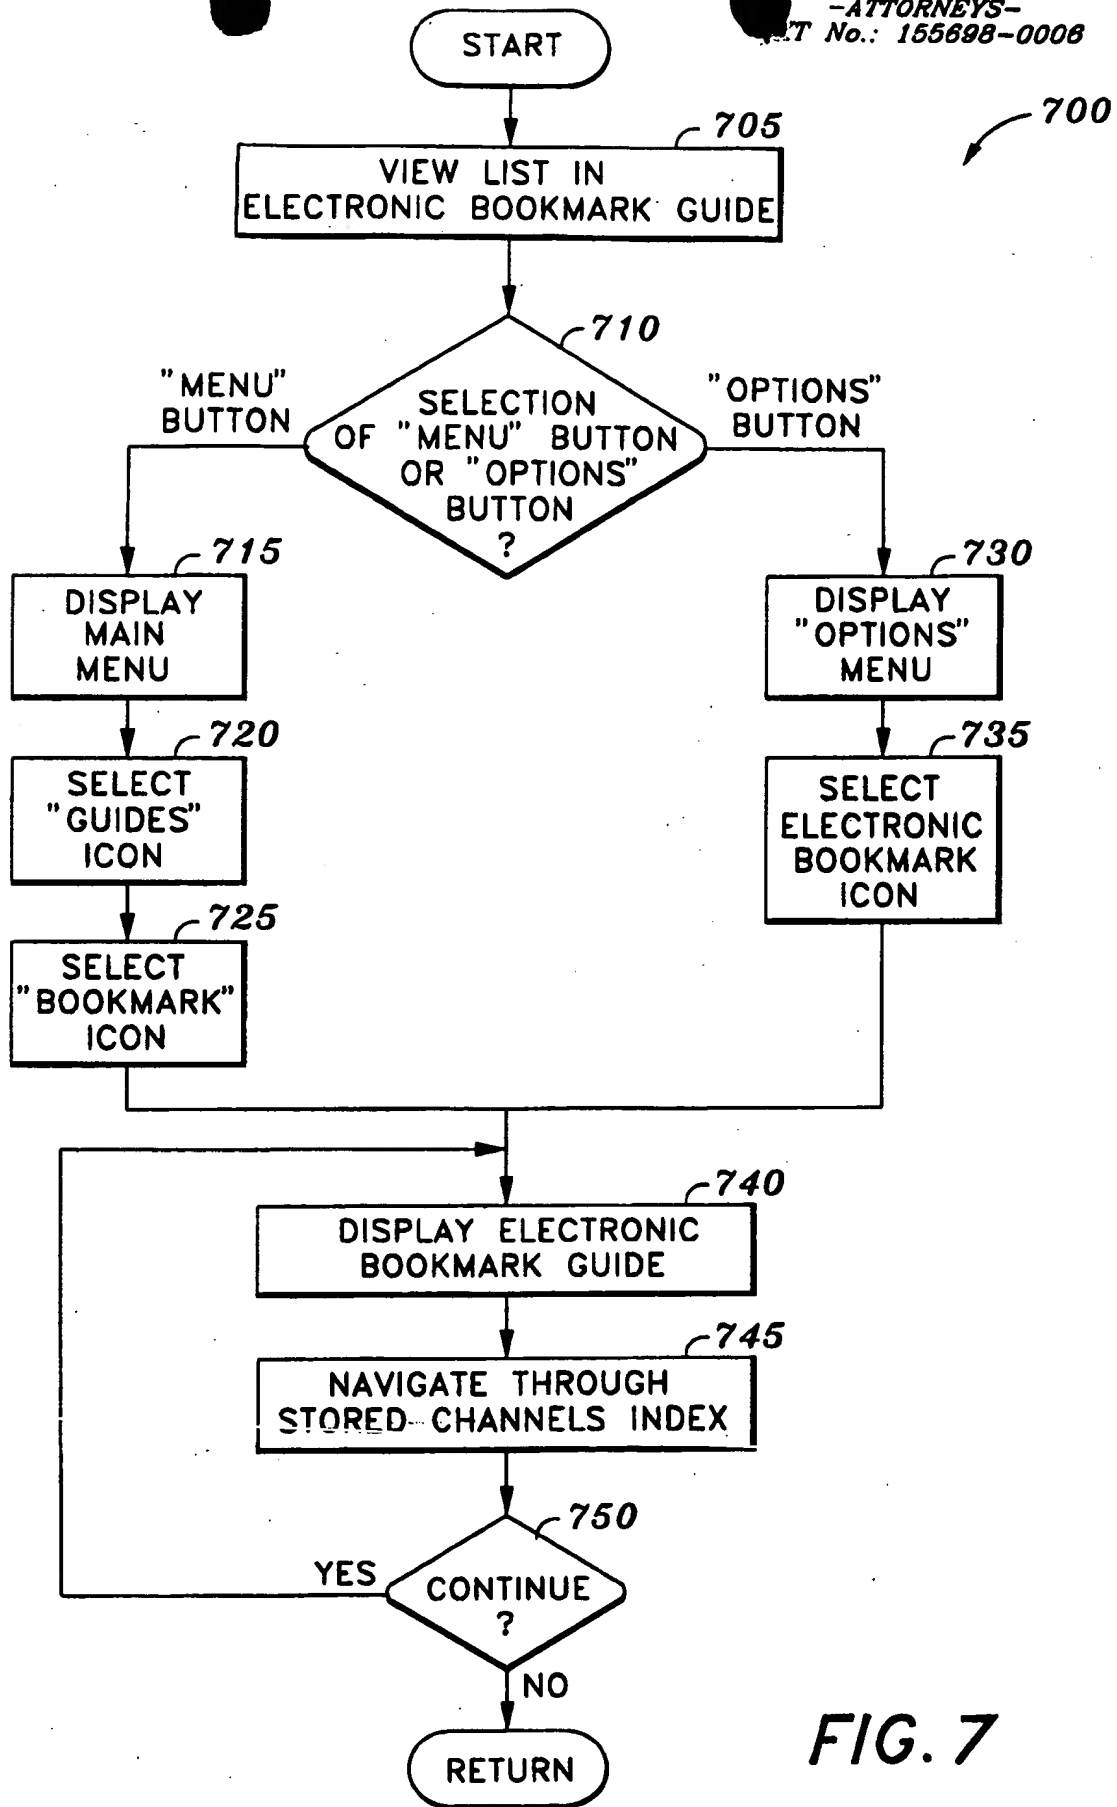 -ATTORNEYS-
No.: 155698-0006
START
700
705
VIEW LIST IN
ELECTRONIC BOOKMARK GUIDE
710
"MENU"
BUTTON
SELECTION
OF "MENU" BUTTON
OR "OPTIONS"
BUTTON
?
"OPTIONS"
BUTTON
715
DISPLAY
MAIN
MENU
730
DISPLAY
"OPTIONS"
MENU
720
SELECT
"GUIDES"
ICON
735
SELECT
ELECTRONIC
BOOKMARK
ICON
725
SELECT
"BOOKMARK"
ICON
740
DISPLAY ELECTRONIC
BOOKMARK GUIDE
745
NAVIGATE THROUGH
STORED CHANNELS INDEX
750
YES
CONTINUE
?
NO
RETURN
FIG. 7